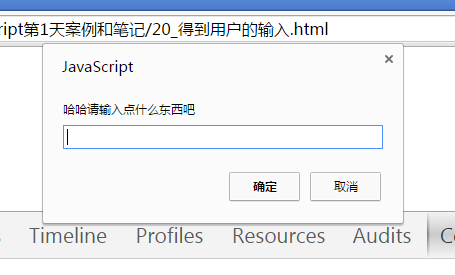 ript第1天案例和笔记/20_得到用户的输入.html
JavaScript
哈哈请输入点什么东西吧
确定 取消
Timeline Profiles Resources Audits Co